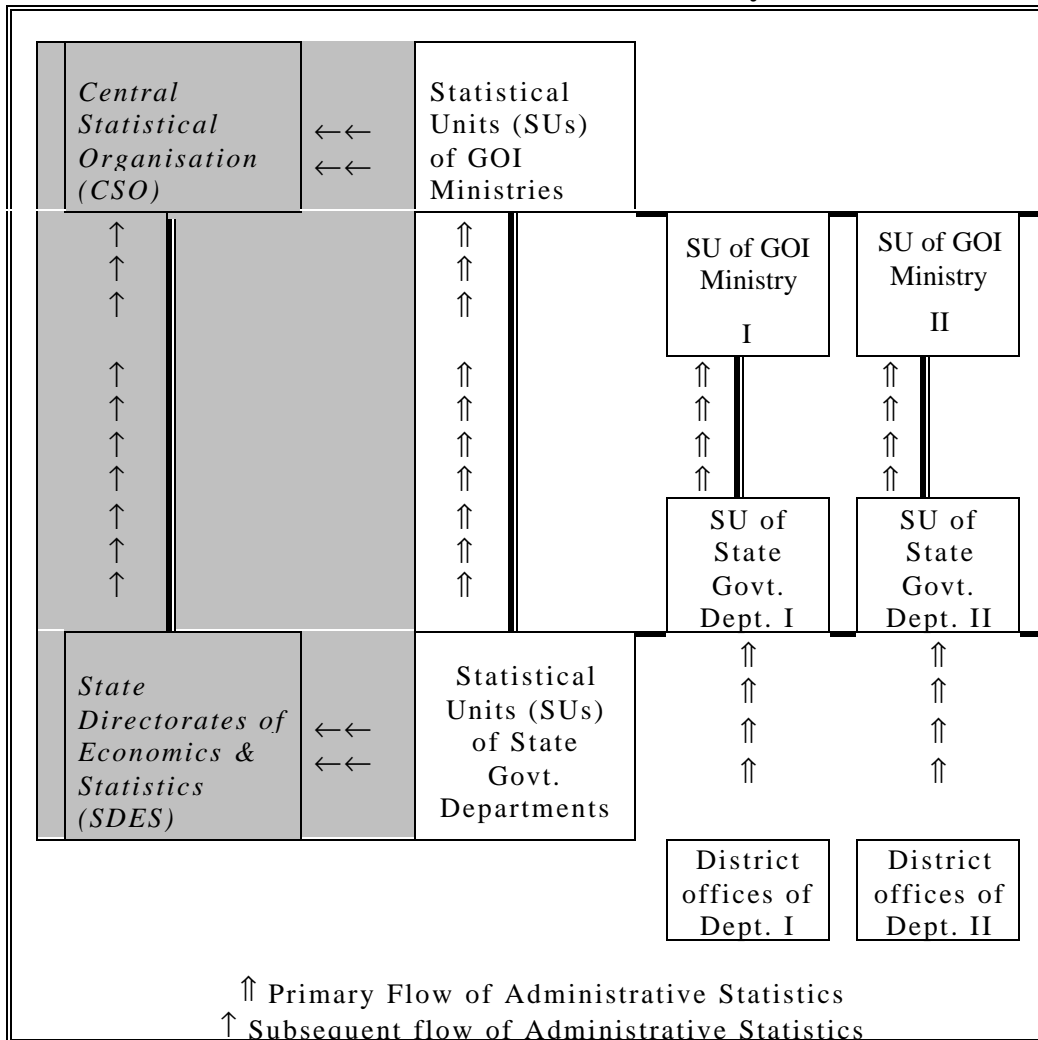 Central
Statistical
Organisation
(CSO)
←←
←←
Statistical
Units (SUs)
of GOI
Ministries
↑
↑
↑
↑
↑
↑
↑
↑
↑
↑
⇑
⇑
⇑
⇑
⇑
⇑
⇑
⇑
⇑
⇑
SU of GOI
Ministry
I
SU of GOI
Ministry
II
⇑
⇑
⇑
⇑
⇑
⇑
⇑
⇑
SU of
State
Govt.
Dept. I
SU of
State
Govt.
Dept. II
State
Directorates of
Economics &
Statistics
(SDES)
←←
←←
Statistical
Units (SUs)
of State
Govt.
Departments
⇑
⇑
⇑
⇑
⇑
⇑
⇑
⇑
District
offices of
Dept. I
District
offices of
Dept. II
⇑ Primary Flow of Administrative Statistics
↑ Subsequent flow of Administrative Statistics